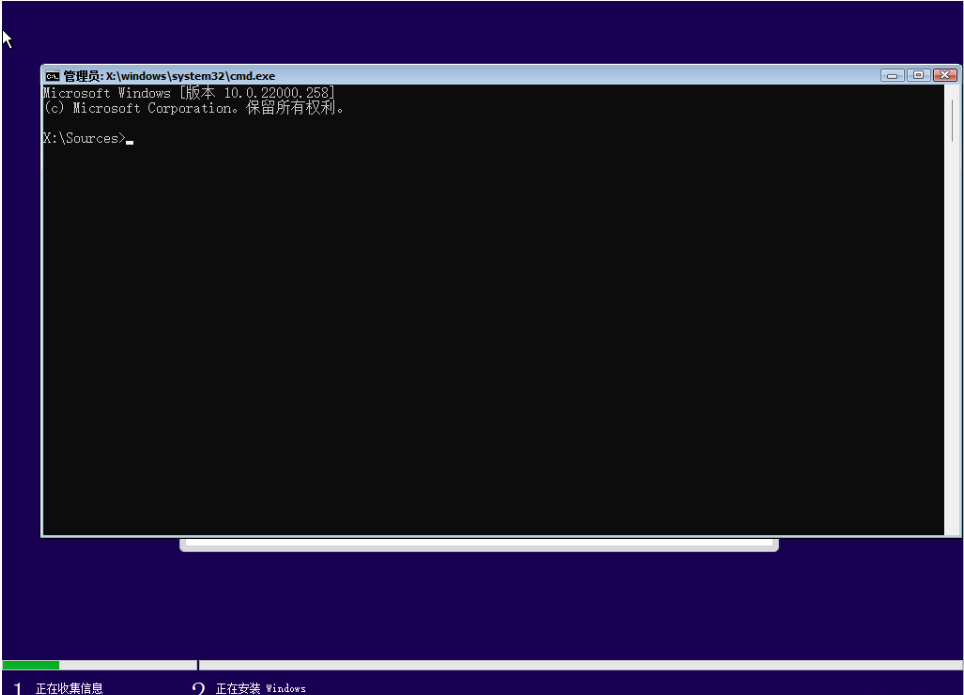 管理员: X:\windows\system32\cmd.exe
Microsoft Windows [版本 10.0.22000.258]
(c) Microsoft Corporation。保留所有权利。
X:\Sources>
1 正在收集信息 2 正在安装 Windows